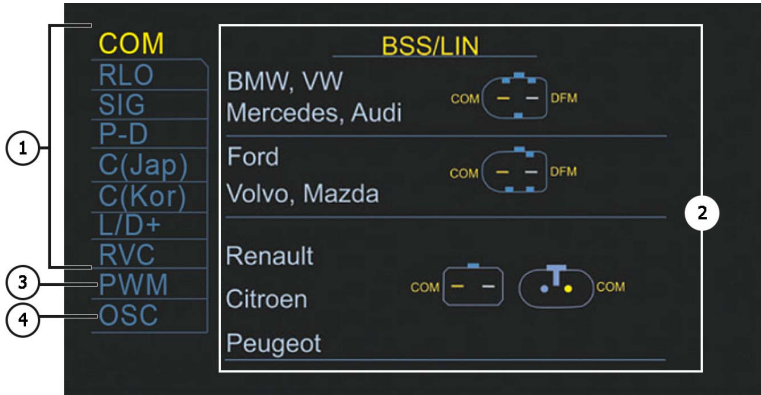 COM
RLO
SIG
P-D
C(Jap)
C(Kor)
L/D+
RVC
PWM
OSC
1
3
4
BSS/LIN
BMW, VW
Mercedes, Audi
COM DFM
Ford
Volvo, Mazda
COM DFM
Renault
Citroen
Peugeot
COM COM
2